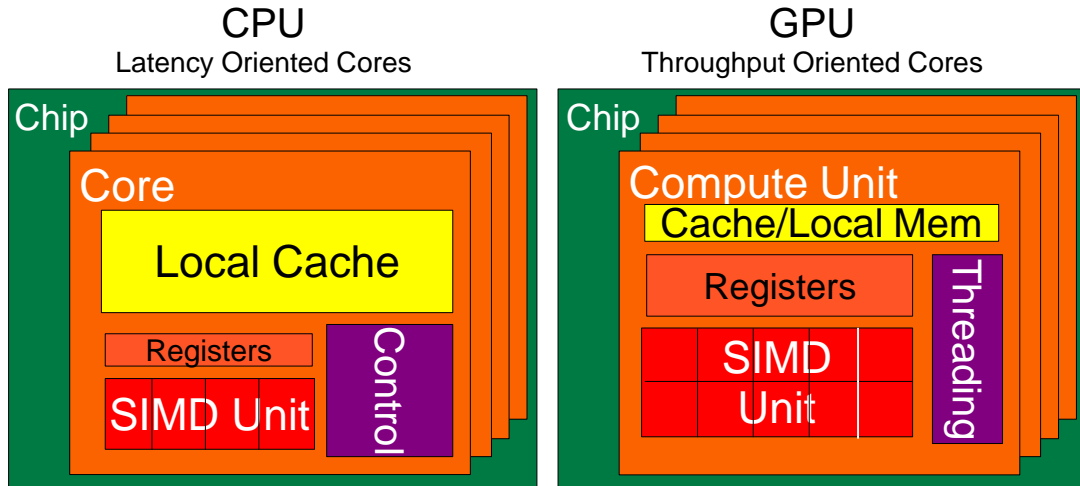 CPU
Latency Oriented Cores
Chip
Core
Local Cache
Registers
SIMD Unit
Control
GPU
Throughput Oriented Cores
Chip
Compute Unit
Cache/Local Mem
Registers
SIMD
Unit
Threading